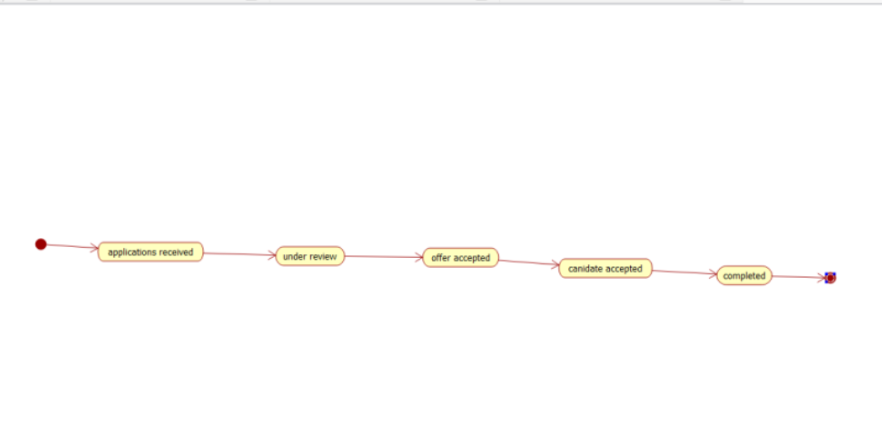 applications received
under review
offer accepted
canidate accepted
completed